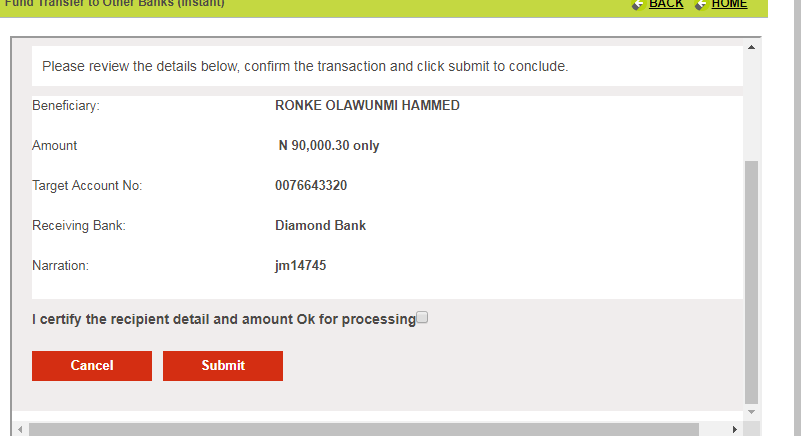 Fund Transfer to Other Banks (Instant)
BACK HOME
Please review the details below, confirm the transaction and click submit to conclude.
Beneficiary: RONKE OLAWUNMI HAMMED
Amount N 90,000.30 only
Target Account No: 0076643320
Receiving Bank: Diamond Bank
Narration: jm14745
I certify the recipient detail and amount Ok for processing
Cancel Submit